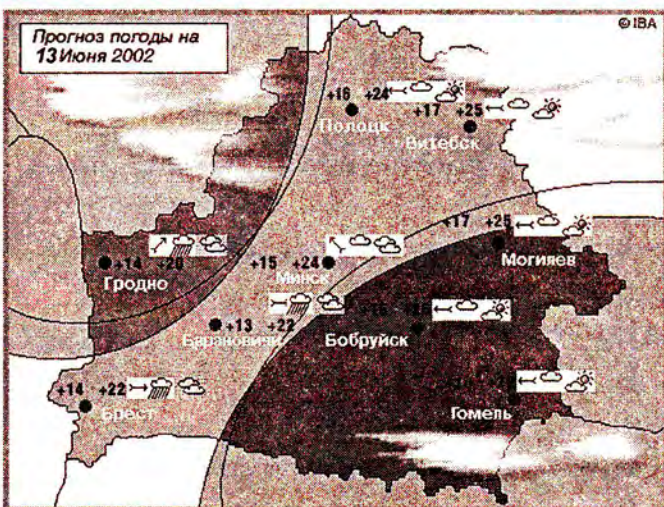 Прогноз погоды на
13 Июня 2002
© IBA
+16 +24
Полоцк
+17 +25
Витебск
+17 +25
Могилев
+14 +20
Гродно
+15 +24
Минск
+13 +22
Барановичи
Бобруйск
+14 +22
Брест
Гомель